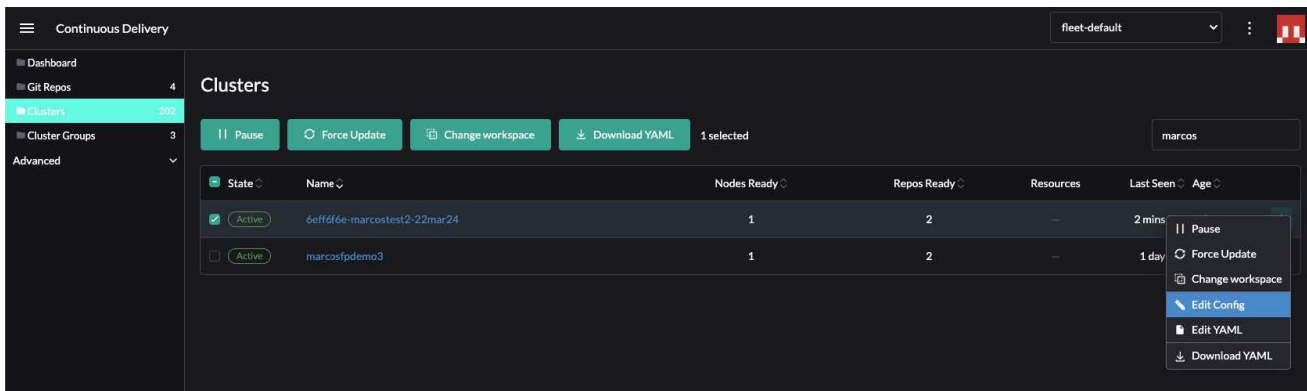 Continuous Delivery
fleet-default
Dashboard
Git Repos 4
Clusters 202
Cluster Groups 3
Advanced
Clusters
Pause
Force Update
Change workspace
Download YAML
1 selected
marcos
State Name Nodes Ready Repos Ready Resources Last Seen Age
Active 6eff6f6e-marcostest2-22mar24 1 2 — 2 mins
Active marcosfpdemo3 1 2 — 1 day
Pause
Force Update
Change workspace
Edit Config
Edit YAML
Download YAML